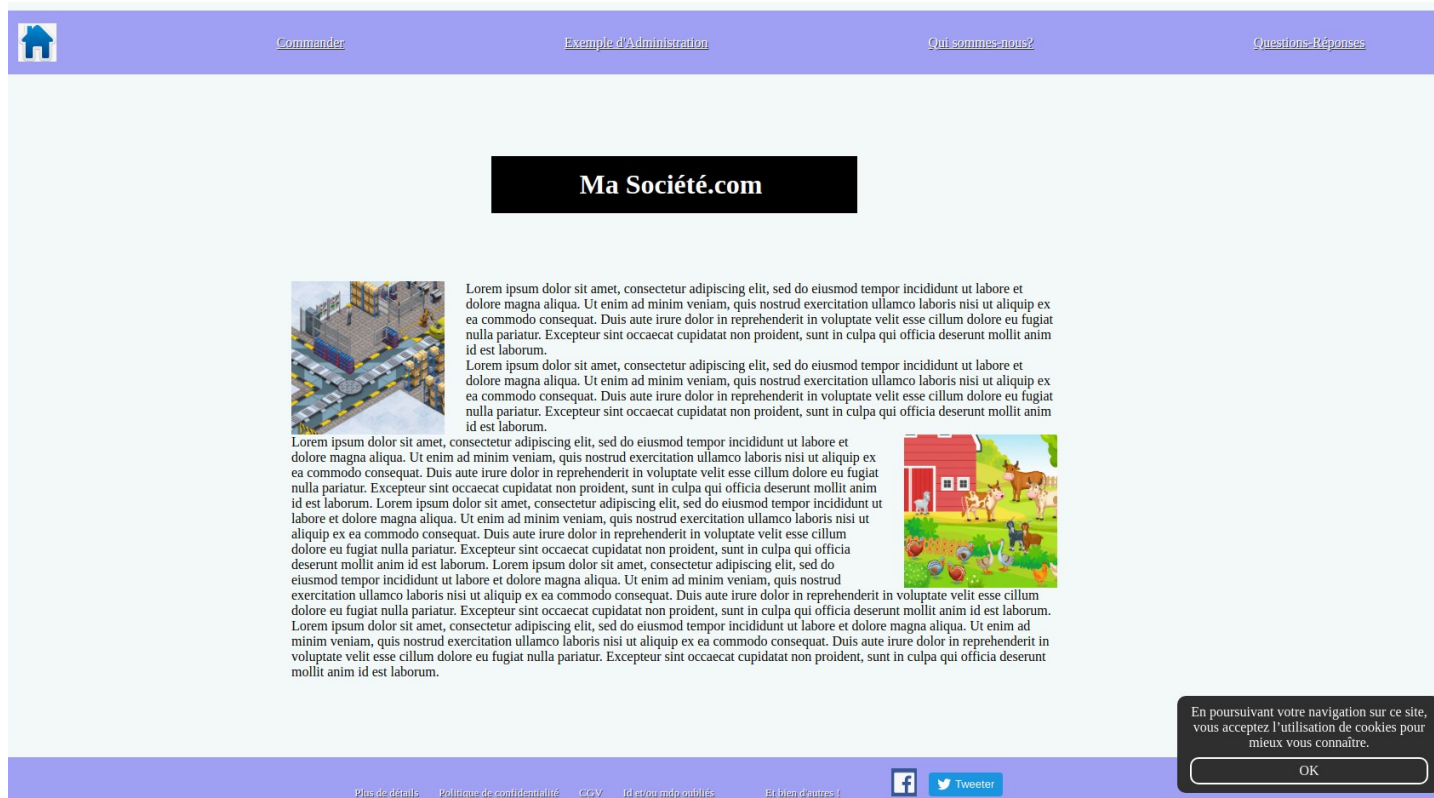 Commander Exemple d'Administration Qui sommes-nous? Questions-Réponses
Ma Société.com
Lorem ipsum dolor sit amet, consectetur adipiscing elit, sed do eiusmod tempor incididunt ut labore et
dolore magna aliqua. Ut enim ad minim veniam, quis nostrud exercitation ullamco laboris nisi ut aliquip ex
ea commodo consequat. Duis aute irure dolor in reprehenderit in voluptate velit esse cillum dolore eu fugiat
nulla pariatur. Excepteur sint occaecat cupidatat non proident, sunt in culpa qui officia deserunt mollit anim
id est laborum.
Lorem ipsum dolor sit amet, consectetur adipiscing elit, sed do eiusmod tempor incididunt ut labore et
dolore magna aliqua. Ut enim ad minim veniam, quis nostrud exercitation ullamco laboris nisi ut aliquip ex
ea commodo consequat. Duis aute irure dolor in reprehenderit in voluptate velit esse cillum dolore eu fugiat
nulla pariatur. Excepteur sint occaecat cupidatat non proident, sunt in culpa qui officia deserunt mollit anim
id est laborum.
Lorem ipsum dolor sit amet, consectetur adipiscing elit, sed do eiusmod tempor incididunt ut labore et
dolore magna aliqua. Ut enim ad minim veniam, quis nostrud exercitation ullamco laboris nisi ut aliquip ex
ea commodo consequat. Duis aute irure dolor in reprehenderit in voluptate velit esse cillum dolore eu fugiat
nulla pariatur. Excepteur sint occaecat cupidatat non proident, sunt in culpa qui officia deserunt mollit anim
id est laborum. Lorem ipsum dolor sit amet, consectetur adipiscing elit, sed do eiusmod tempor incididunt ut
labore et dolore magna aliqua. Ut enim ad minim veniam, quis nostrud exercitation ullamco laboris nisi ut
aliquip ex ea commodo consequat. Duis aute irure dolor in reprehenderit in voluptate velit esse cillum
dolore eu fugiat nulla pariatur. Excepteur sint occaecat cupidatat non proident, sunt in culpa qui officia
deserunt mollit anim id est laborum. Lorem ipsum dolor sit amet, consectetur adipiscing elit, sed do
eiusmod tempor incididunt ut labore et dolore magna aliqua. Ut enim ad minim veniam, quis nostrud
exercitation ullamco laboris nisi ut aliquip ex ea commodo consequat. Duis aute irure dolor in reprehenderit in voluptate velit esse cillum
dolore eu fugiat nulla pariatur. Excepteur sint occaecat cupidatat non proident, sunt in culpa qui officia deserunt mollit anim id est laborum.
Lorem ipsum dolor sit amet, consectetur adipiscing elit, sed do eiusmod tempor incididunt ut labore et dolore magna aliqua. Ut enim ad
minim veniam, quis nostrud exercitation ullamco laboris nisi ut aliquip ex ea commodo consequat. Duis aute irure dolor in reprehenderit in
voluptate velit esse cillum dolore eu fugiat nulla pariatur. Excepteur sint occaecat cupidatat non proident, sunt in culpa qui officia deserunt
mollit anim id est laborum.
En poursuivant votre navigation sur ce site,
vous acceptez l’utilisation de cookies pour
mieux vous connaître.
OK
f Tweeter
Plus de détails Politique de confidentialité CGV Id et/ou mdp oubliés Et bien d'autres !